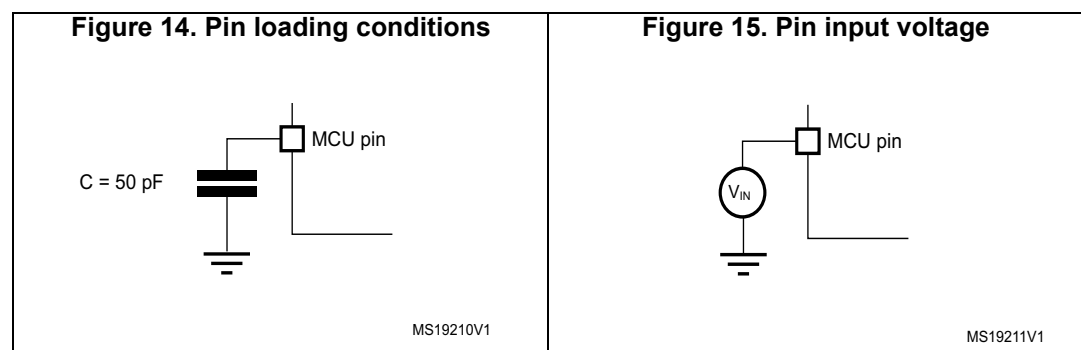 Figure 14. Pin loading conditions
MCU pin
C = 50 pF
MS19210V1
Figure 15. Pin input voltage
MCU pin
VIN
MS19211V1